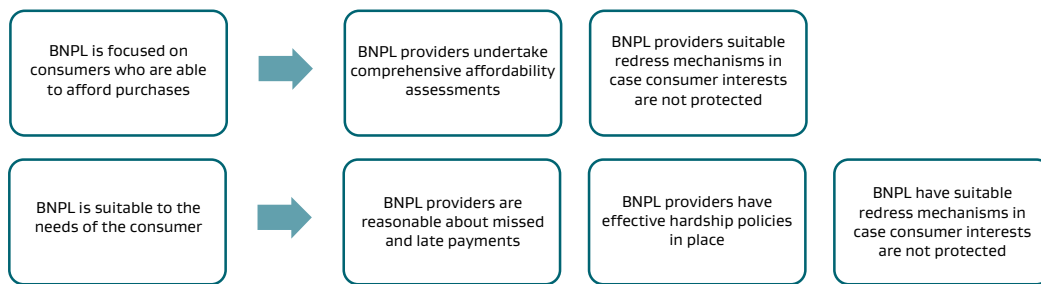 BNPL is focused on
consumers who are able
to afford purchases
BNPL providers undertake
comprehensive affordability
assessments
BNPL providers suitable
redress mechanisms in
case consumer interests
are not protected
BNPL is suitable to the
needs of the consumer
BNPL providers are
reasonable about missed
and late payments
BNPL providers have
effective hardship policies
in place
BNPL have suitable
redress mechanisms in
case consumer interests
are not protected